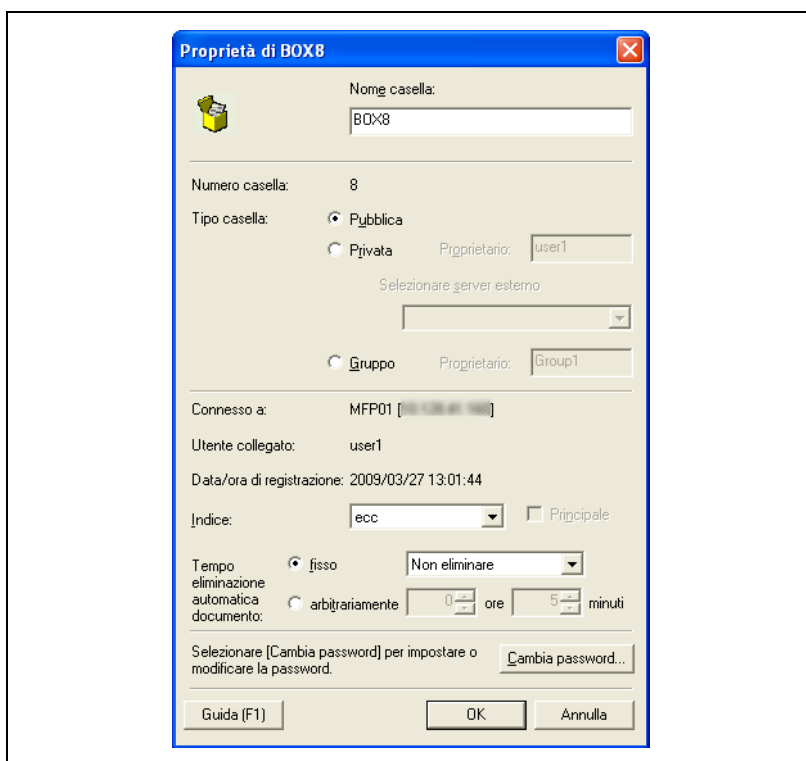 Proprietà di BOX8
Nome casella:
BOX8
Numero casella: 8
Tipo casella: Pubblica
Privata Proprietario: user1
Selezionare server esterno
Gruppo Proprietario: Group1
Connesso a: MFP01 [ ]
Utente collegato: user1
Data/ora di registrazione: 2009/03/27 13:01:44
Indice: ecc Principale
Tempo eliminazione automatica documento: fisso Non eliminare
arbitrariamente 0 ore 5 minuti
Selezionare [Cambia password] per impostare o
modificare la password.
Cambia password...
Guida (F1) OK Annulla